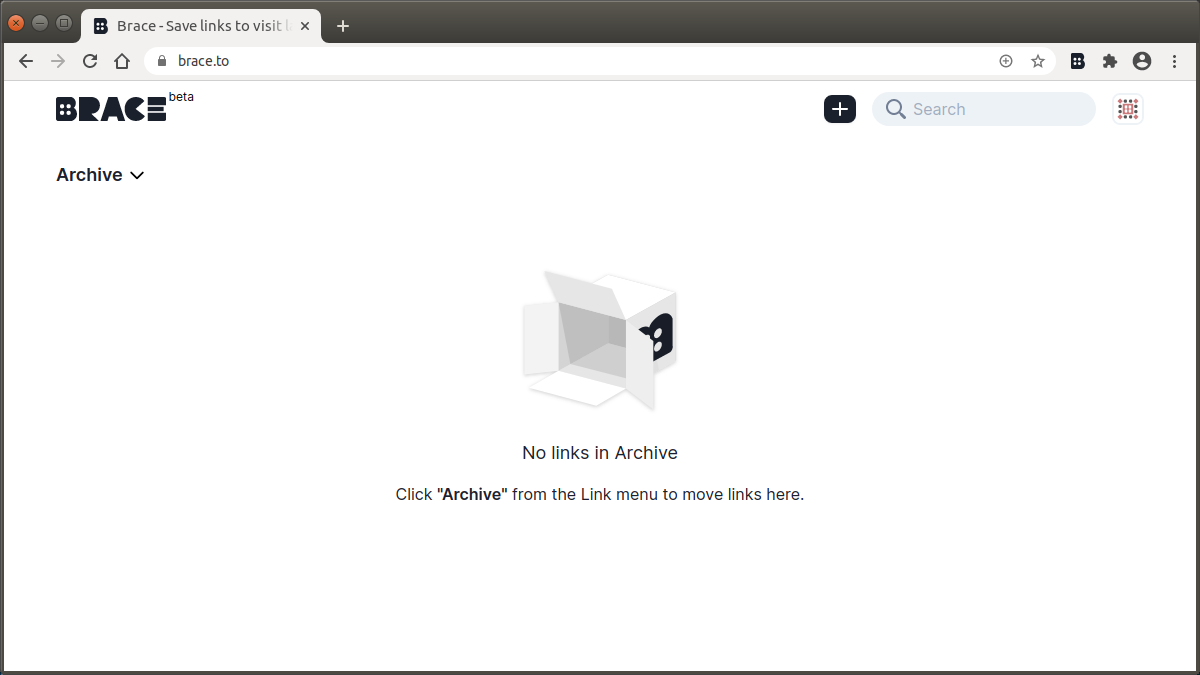 Brace - Save links to visit l
brace.to
BRACE beta
Search
Archive
No links in Archive
Click "Archive" from the Link menu to move links here.